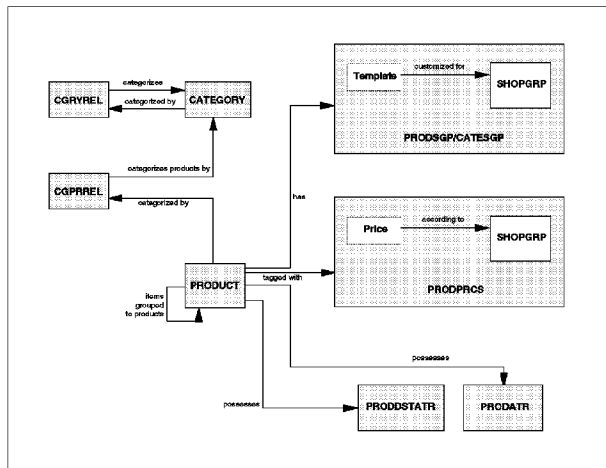 categorizes
CGRYREL
CATEGORY
categorized by
Template
customized for
SHOPGRP
PRODSGP/CATESGP
categorizes products by
CGPRREL
categorized by
has
Price
according to
SHOPGRP
PRODPRCS
PRODUCT
tagged with
items
grouped
to products
possesses
possesses
PRODDSTATR
PRODATR